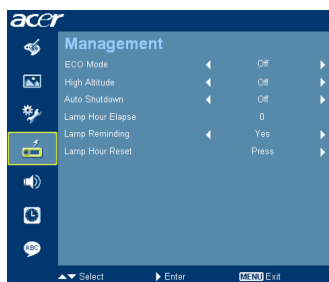 acer
Management
ECO Mode Off
High Altitude Off
Auto Shutdown Off
Lamp Hour Elapse 0
Lamp Reminding Yes
Lamp Hour Reset Press
ABC
Select Enter MENU Exit